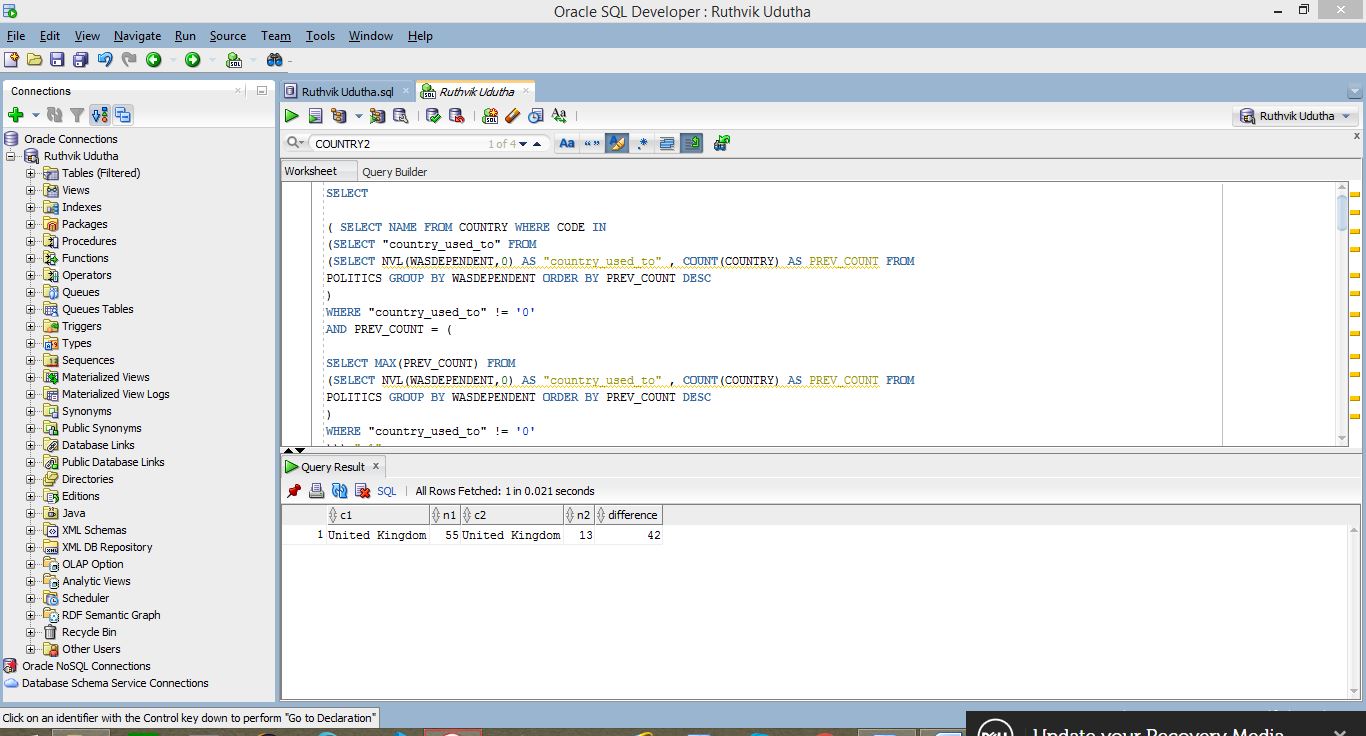 Oracle SQL Developer : Ruthvik Udutha
File Edit View Navigate Run Source Team Tools Window Help
Connections
Oracle Connections
Ruthvik Udutha
Tables (Filtered)
Views
Indexes
Packages
Procedures
Functions
Operators
Queues
Queues Tables
Triggers
Types
Sequences
Materialized Views
Materialized View Logs
Synonyms
Public Synonyms
Database Links
Public Database Links
Directories
Editions
Java
XML Schemas
XML DB Repository
OLAP Option
Analytic Views
Scheduler
RDF Semantic Graph
Recycle Bin
Other Users
Oracle NoSQL Connections
Database Schema Service Connections
Ruthvik Udutha.sql Ruthvik Udutha
Ruthvik Udutha
COUNTRY2 1 of 4 Aa “ ” .*
Worksheet Query Builder
SELECT
( SELECT NAME FROM COUNTRY WHERE CODE IN
(SELECT "country_used_to" FROM
(SELECT NVL(WASDEPENDENT,0) AS "country_used_to" , COUNT(COUNTRY) AS PREV_COUNT FROM
POLITICS GROUP BY WASDEPENDENT ORDER BY PREV_COUNT DESC
)
WHERE "country_used_to" != '0'
AND PREV_COUNT = (
SELECT MAX(PREV_COUNT) FROM
(SELECT NVL(WASDEPENDENT,0) AS "country_used_to" , COUNT(COUNTRY) AS PREV_COUNT FROM
POLITICS GROUP BY WASDEPENDENT ORDER BY PREV_COUNT DESC
)
WHERE "country_used_to" != '0'
Query Result x
SQL | All Rows Fetched: 1 in 0.021 seconds
c1 n1 c2 n2 difference
1 United Kingdom 55 United Kingdom 13 42
Click on an identifier with the Control key down to perform "Go to Declaration"
Update your Recovery Media